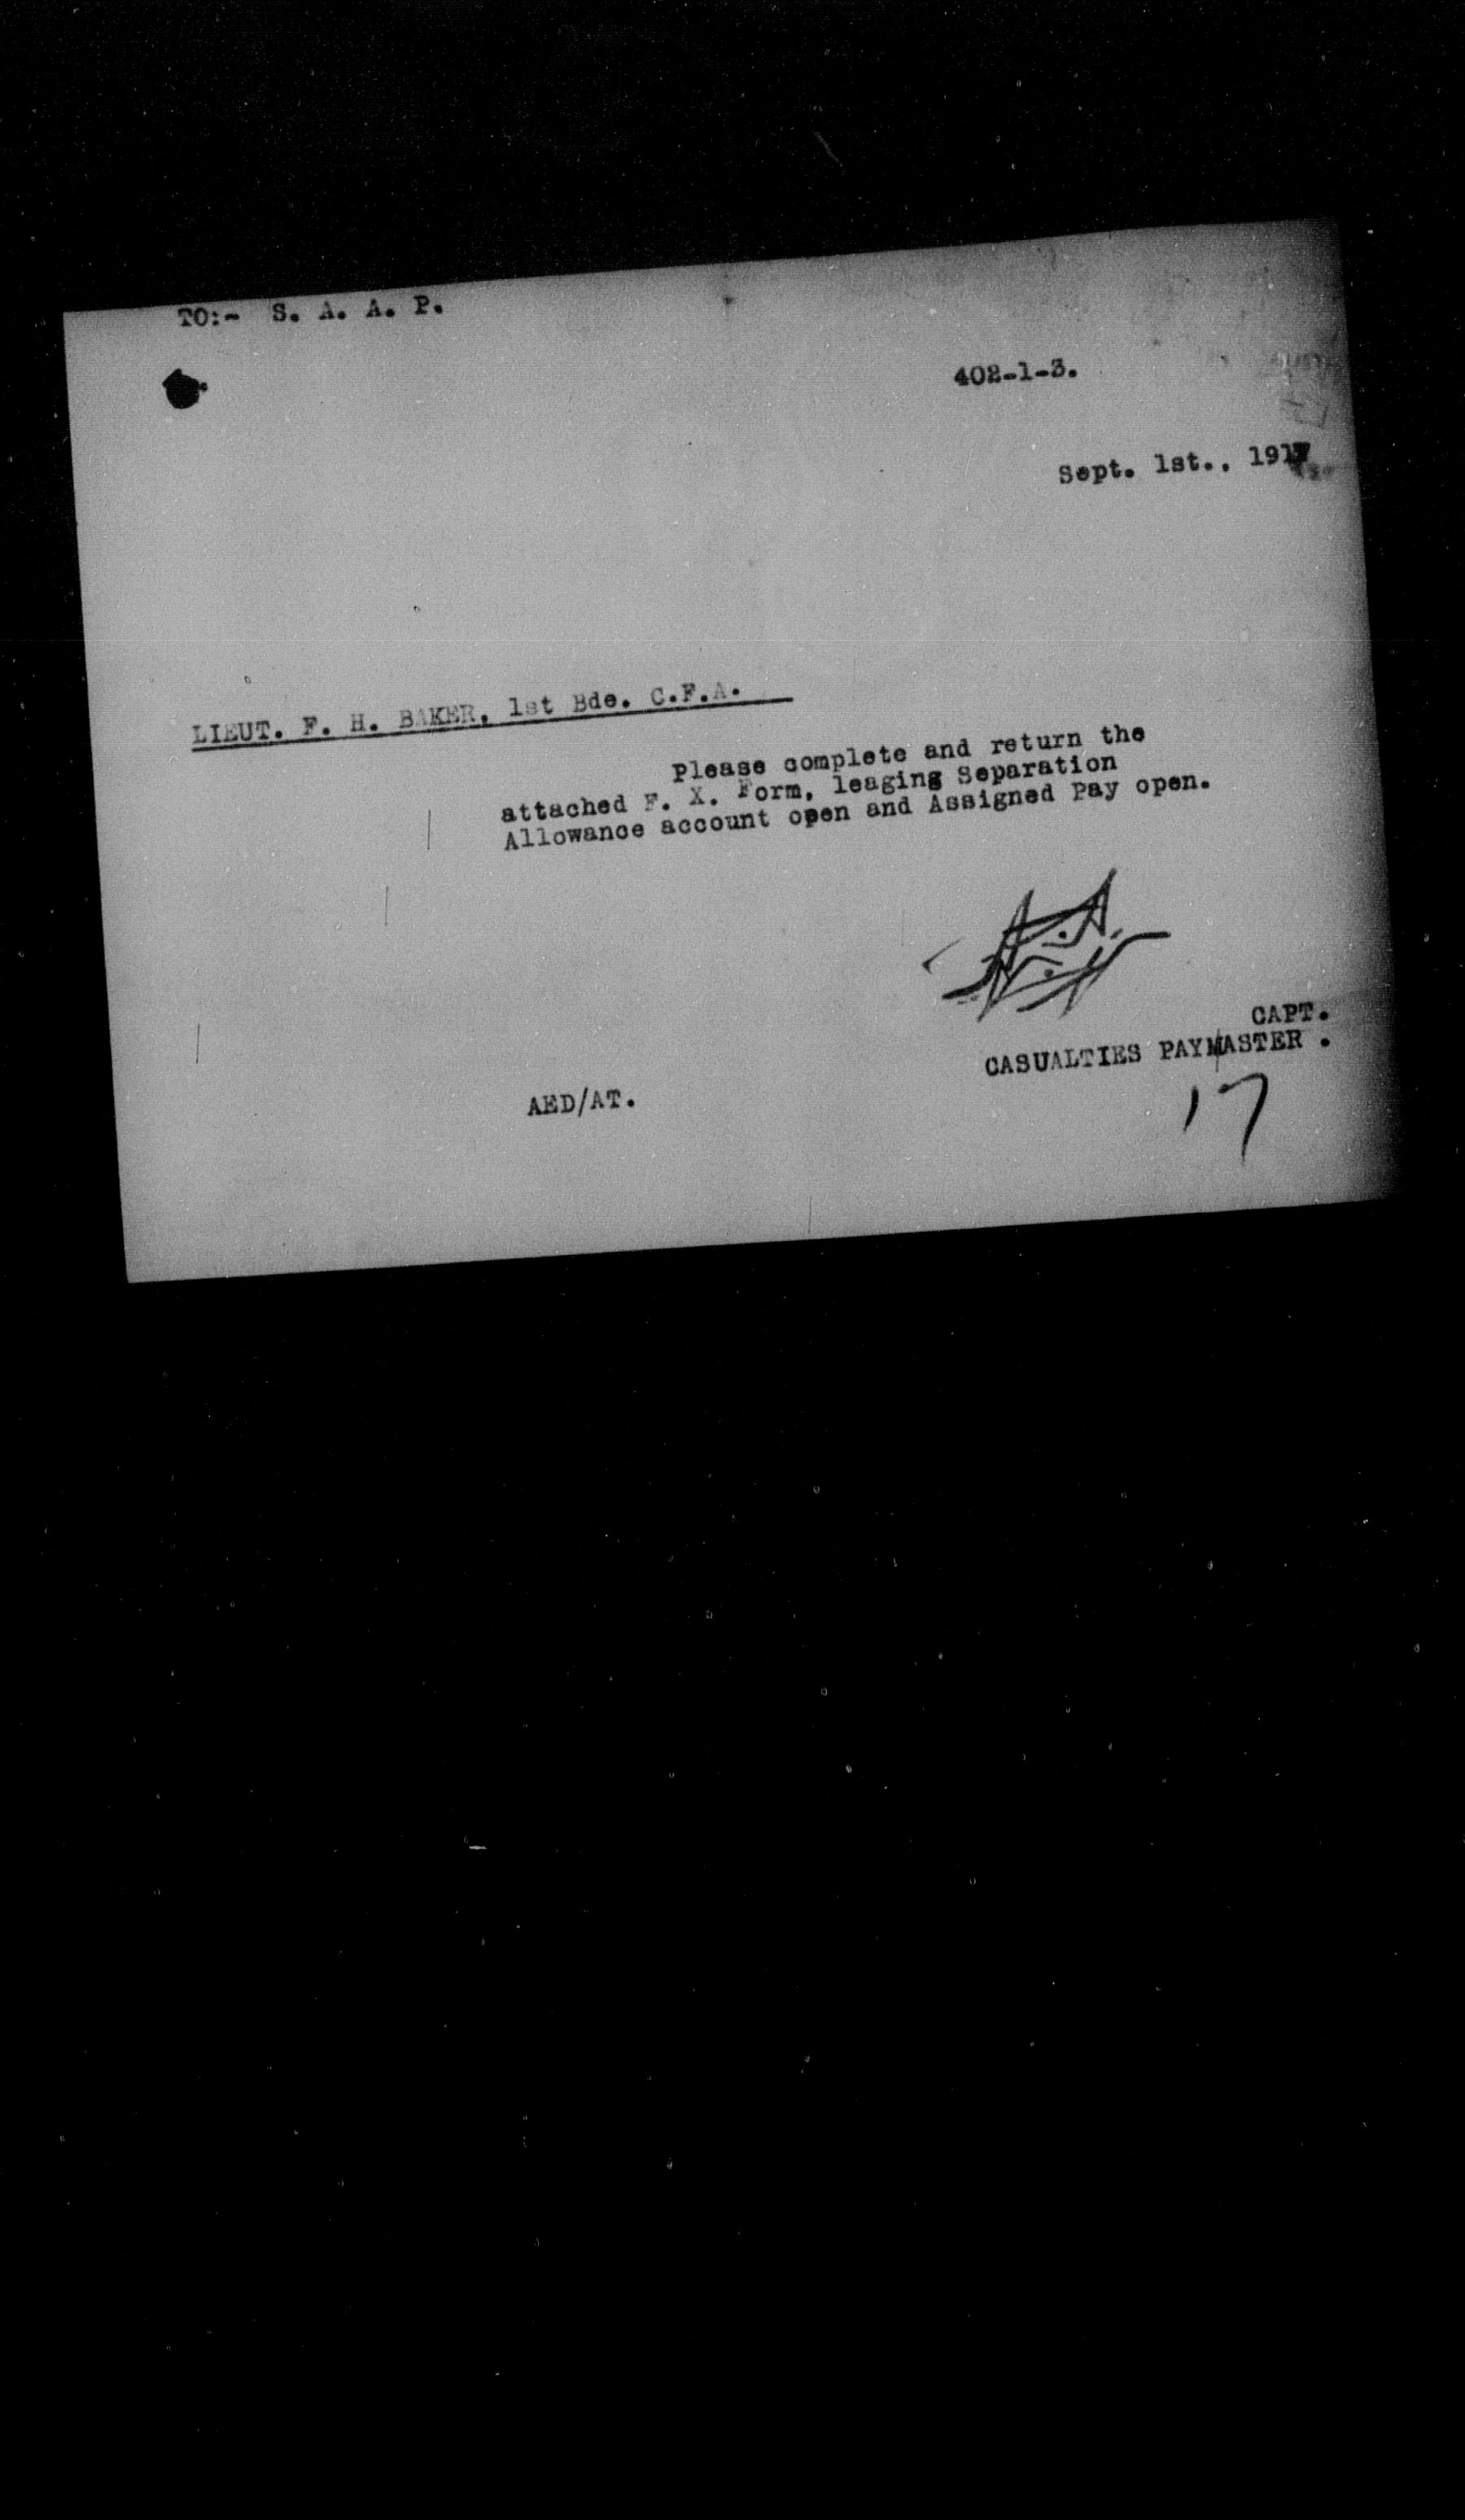 TO:- S. A. A. P.
402-1-3.
Sept. 1st.. 1917
LIEUT. F. H. BAKER, 1st Bde. C.F.A.
Please complete and return the
attached F. X. Form, leaging Separation
Allowance account open and Assigned Pay open.
CAPT.
CASUALTIES PAYMASTER .
AED/AT.
17